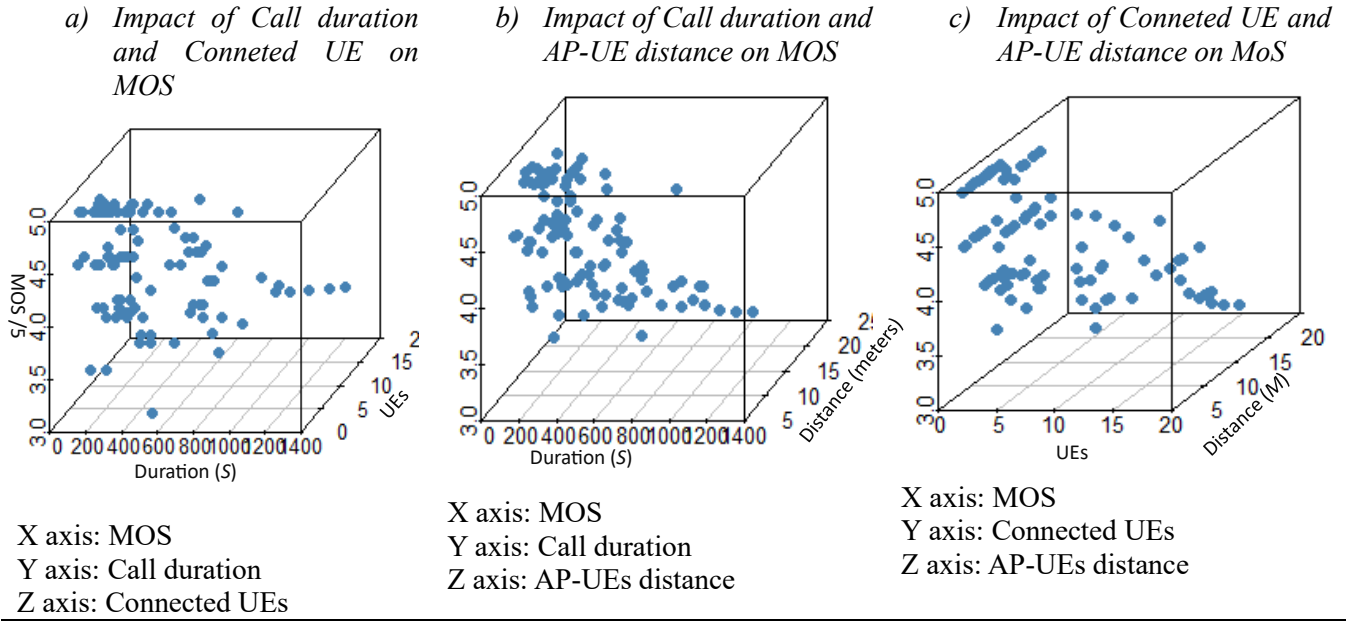 a) Impact of Call duration
and Conneted UE on
MOS
5.0
4.5
4.0
3.5
3.0
MOS /5
0 200 400 600 800 1000 1200 1400
Duration (S)
0
5
10
15
2
UEs
X axis: MOS
Y axis: Call duration
Z axis: Connected UEs
b) Impact of Call duration and
AP-UE distance on MOS
5.0
4.5
4.0
3.5
3.0
0 200 400 600 800 1000 1400
Duration (S)
5
10
15
20
25
Distance (meters)
X axis: MOS
Y axis: Call duration
Z axis: AP-UEs distance
c) Impact of Conneted UE and
AP-UE distance on MoS
5.0
4.5
4.0
3.5
3.0
0 5 10 15 20
UEs
5
10
15
20
Distance (M)
X axis: MOS
Y axis: Connected UEs
Z axis: AP-UEs distance